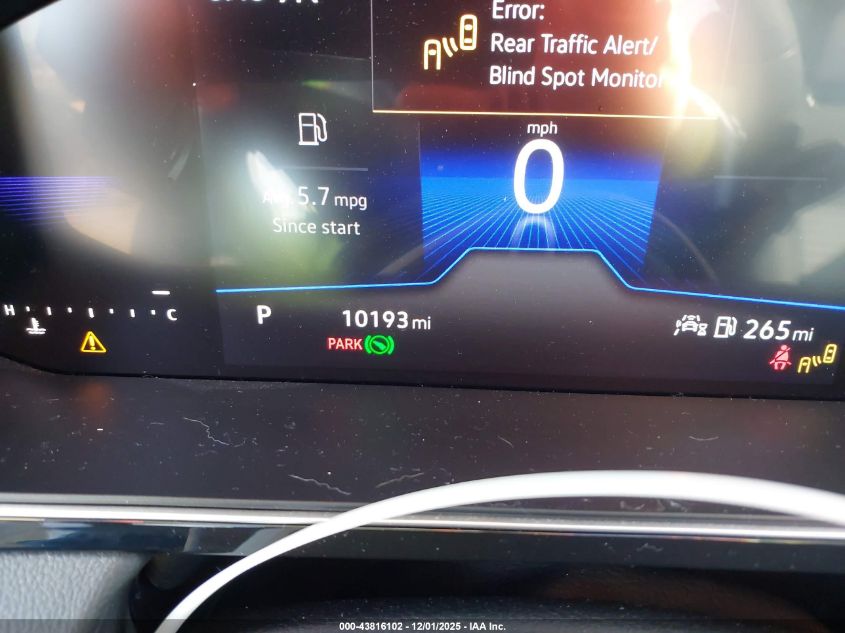 Error:
Rear Traffic Alert/
Blind Spot Monitor
mph
0
Avg. 5.7 mpg
Since start
H C
P 10193 mi 265 mi
PARK
000-43816102 - 12/01/2025 - IAA Inc.